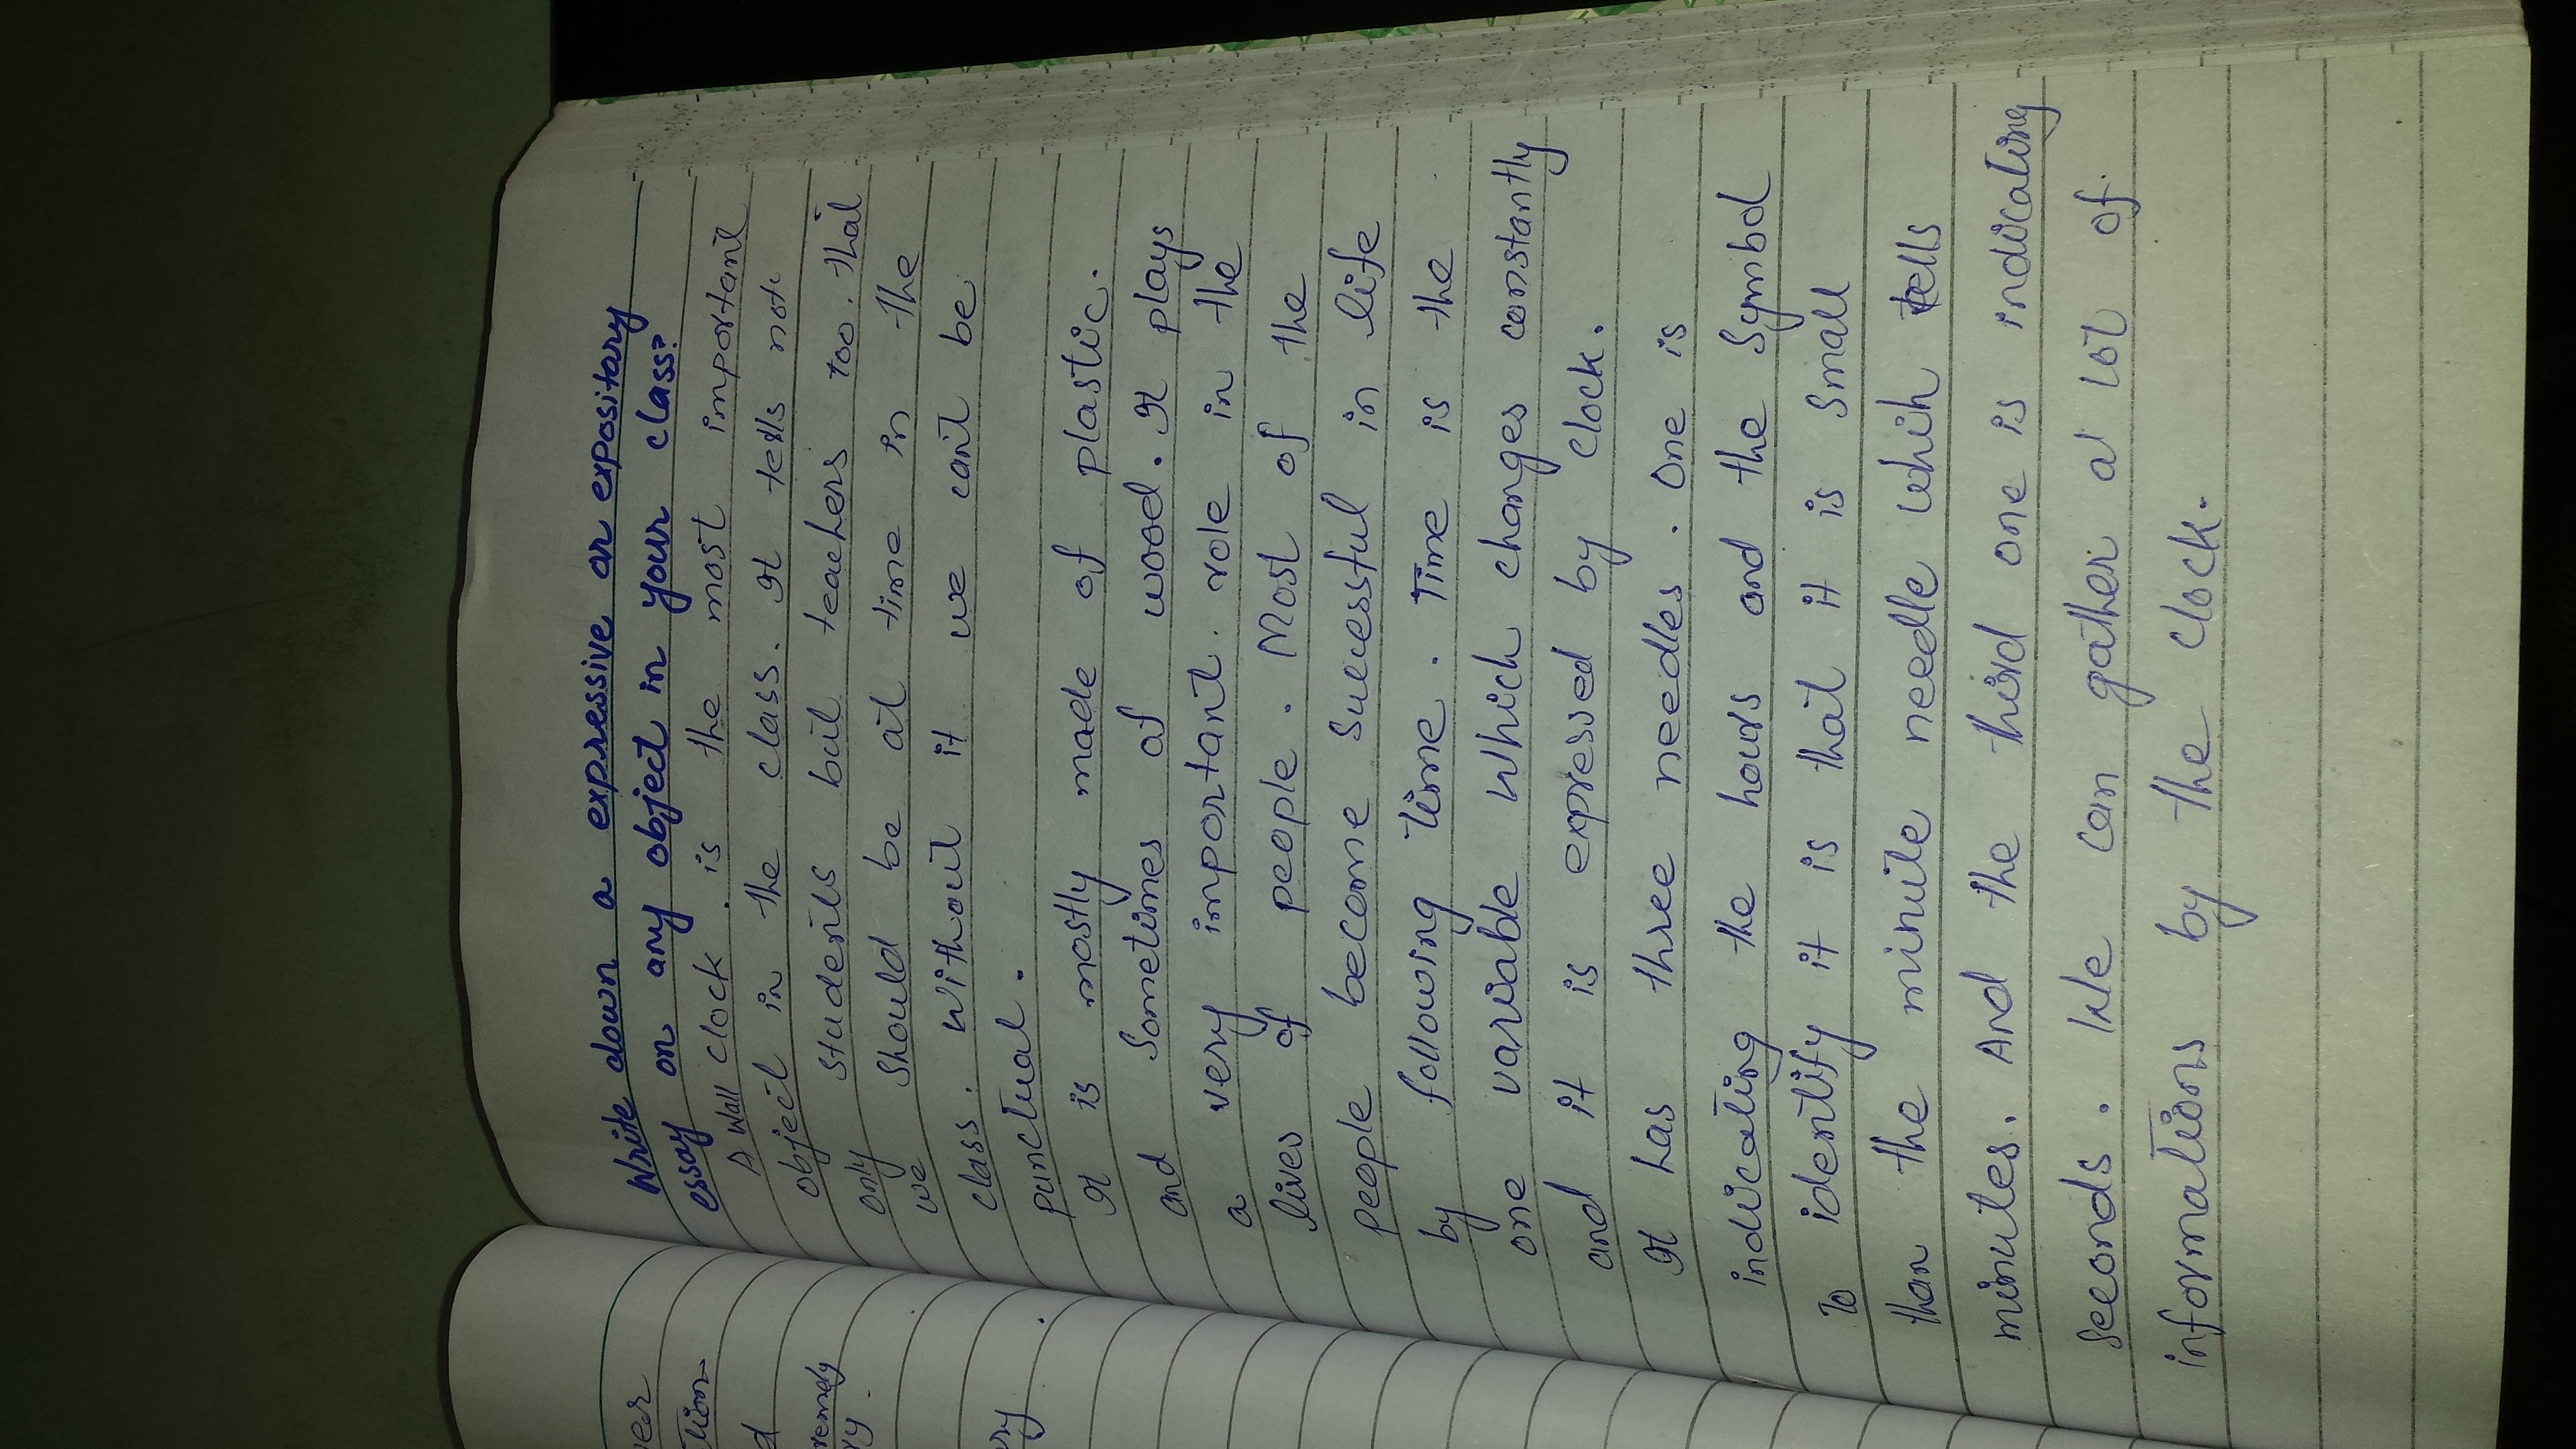 Write down a expressive or expository
essay on any object in your class?
A Wall Clock . is the most important
object in the class. It tells not
only students but teachers too. that
we should be at time in the
class. Without it we can't be
punctual.
It is mostly made of plastic.
and Sometimes of wood. It plays
a very important. role in the
lives of people. Most of the
people become successful in life
by following time. Time is the
one variable which changes constantly
and it is expressed by clock.
It has three needles. One is
indicating the hours and the Symbol
To identify it is that it is small
than the minute needle whih tells
minutes. And the third one is indicating
seconds. We can gather a lot of
informations by the clock.
er
tion
d
remely
ry.
ry